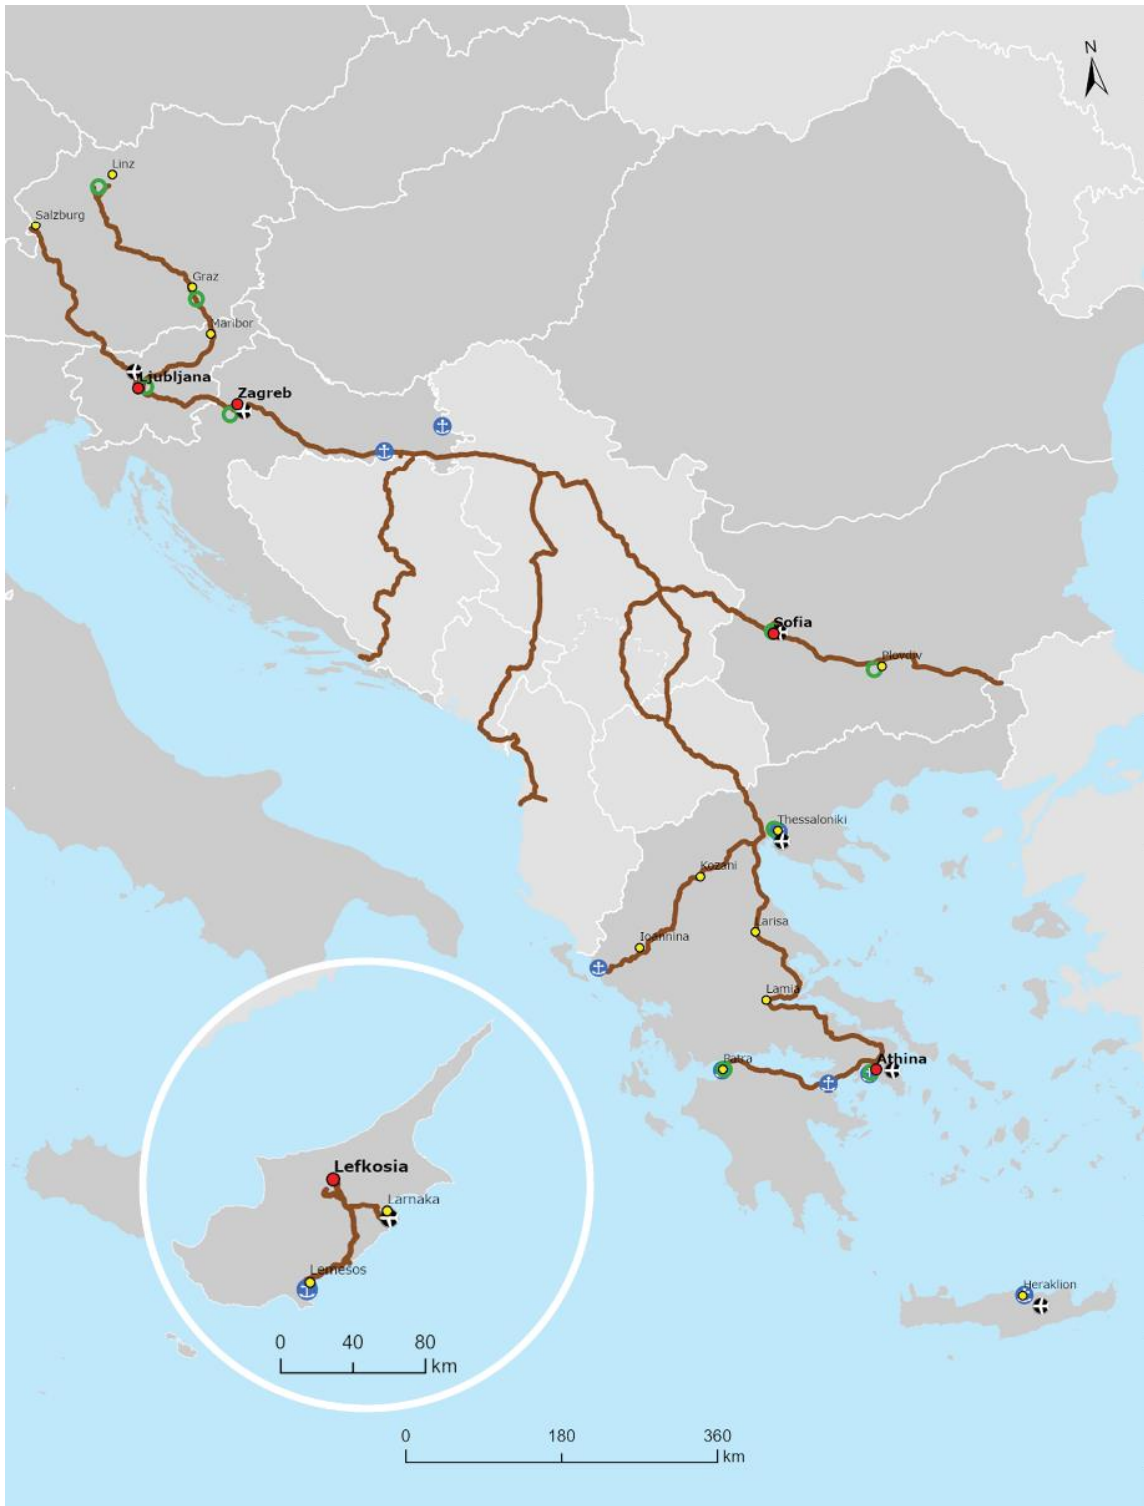 N
Linz
Salzburg
Graz
Maribor
Ljubljana
Zagreb
Sofia
Plovdiv
Thessaloniki
Kozani
Larisa
Ioannina
Lamia
Patra
Athina
Lefkosia
Larnaka
Lemesos
Heraklion
0 40 80
km
0 180 360
km